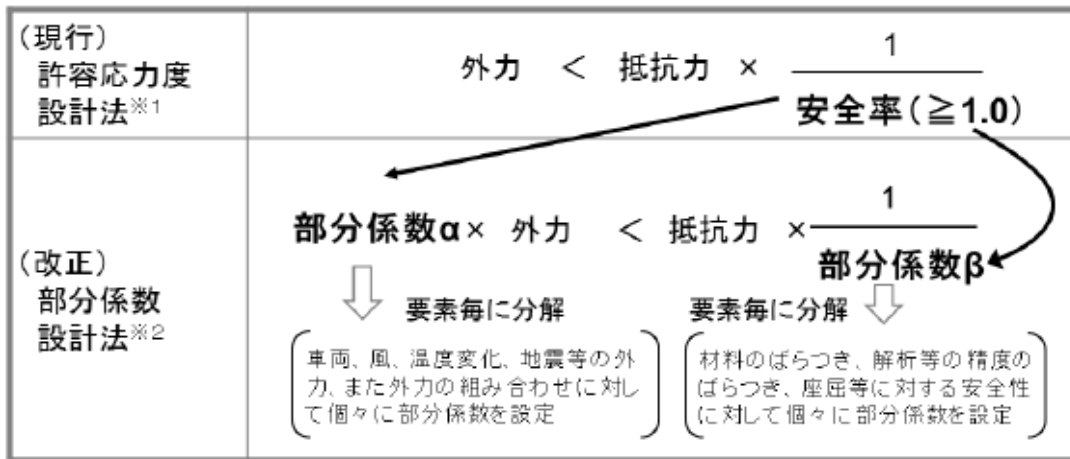 （現行）
許容応力度
設計法※1
外力 ＜ 抵抗力 × 1
安全率（≧1.0）
（改正）
部分係数
設計法※2
部分係数α× 外力 ＜ 抵抗力 × 1
部分係数β
要素毎に分解
車両、風、温度変化、地震等の外
力、また外力の組み合わせに対し
て個々に部分係数を設定
要素毎に分解
材料のばらつき、解析等の精度の
ばらつき、座屈等に対する安全性
に対して個々に部分係数を設定